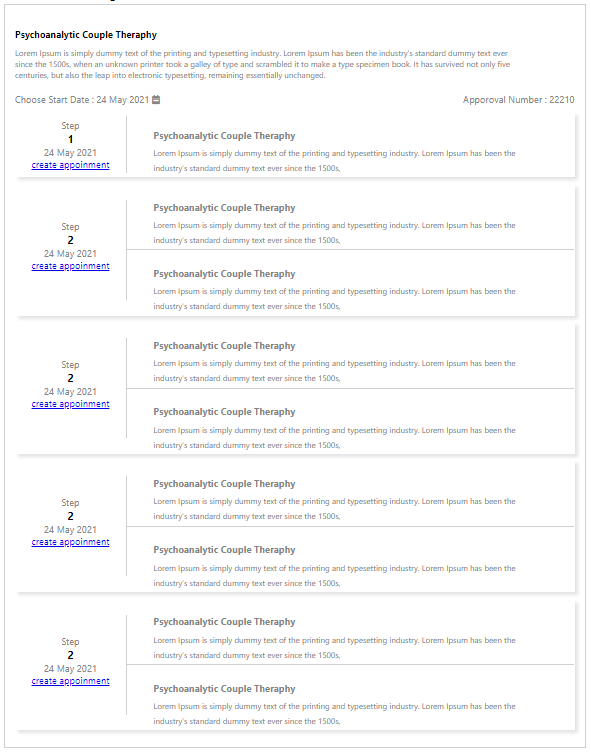 Psychoanalytic Couple Theraphy
Lorem Ipsum is simply dummy text of the printing and typesetting industry. Lorem Ipsum has been the industry's standard dummy text ever
since the 1500s, when an unknown printer took a galley of type and scrambled it to make a type specimen book. It has survived not only five
centuries, but also the leap into electronic typesetting, remaining essentially unchanged.
Choose Start Date : 24 May 2021
Apporoval Number : 22210
Step
1
24 May 2021
create appoinment
Psychoanalytic Couple Theraphy
Lorem Ipsum is simply dummy text of the printing and typesetting industry. Lorem Ipsum has been the
industry's standard dummy text ever since the 1500s,
Step
2
24 May 2021
create appoinment
Psychoanalytic Couple Theraphy
Lorem Ipsum is simply dummy text of the printing and typesetting industry. Lorem Ipsum has been the
industry's standard dummy text ever since the 1500s,
Psychoanalytic Couple Theraphy
Lorem Ipsum is simply dummy text of the printing and typesetting industry. Lorem Ipsum has been the
industry's standard dummy text ever since the 1500s,
Step
2
24 May 2021
create appoinment
Psychoanalytic Couple Theraphy
Lorem Ipsum is simply dummy text of the printing and typesetting industry. Lorem Ipsum has been the
industry's standard dummy text ever since the 1500s,
Psychoanalytic Couple Theraphy
Lorem Ipsum is simply dummy text of the printing and typesetting industry. Lorem Ipsum has been the
industry's standard dummy text ever since the 1500s,
Step
2
24 May 2021
create appoinment
Psychoanalytic Couple Theraphy
Lorem Ipsum is simply dummy text of the printing and typesetting industry. Lorem Ipsum has been the
industry's standard dummy text ever since the 1500s,
Psychoanalytic Couple Theraphy
Lorem Ipsum is simply dummy text of the printing and typesetting industry. Lorem Ipsum has been the
industry's standard dummy text ever since the 1500s,
Step
2
24 May 2021
create appoinment
Psychoanalytic Couple Theraphy
Lorem Ipsum is simply dummy text of the printing and typesetting industry. Lorem Ipsum has been the
industry's standard dummy text ever since the 1500s,
Psychoanalytic Couple Theraphy
Lorem Ipsum is simply dummy text of the printing and typesetting industry. Lorem Ipsum has been the
industry's standard dummy text ever since the 1500s,